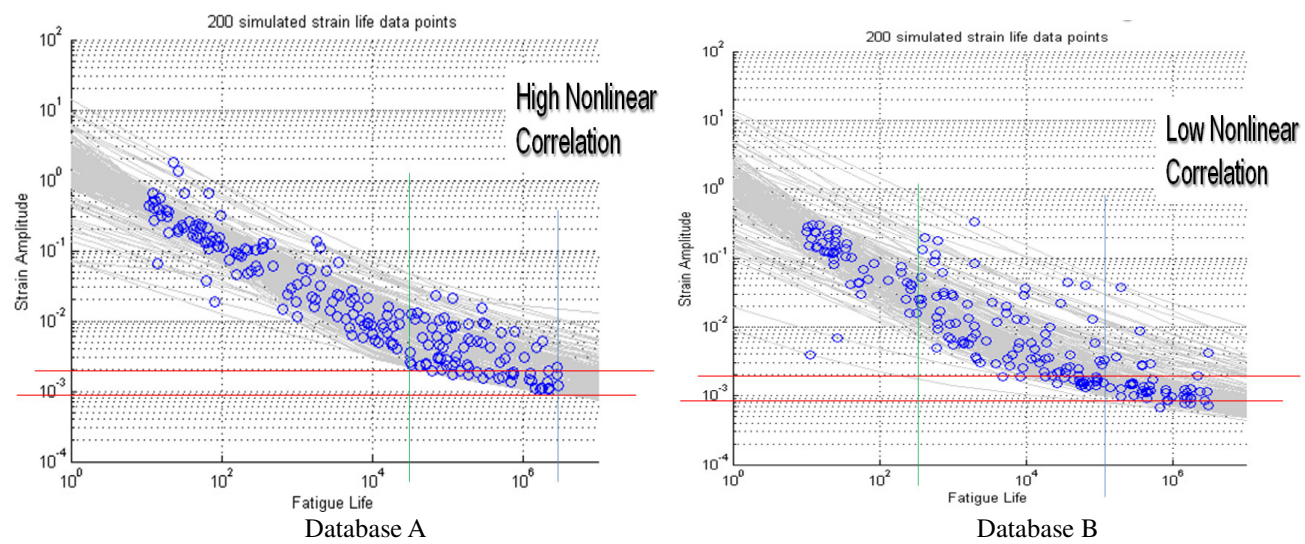 200 simulated strain life data points
High Nonlinear
Correlation
Strain Amplitude
10^2
10^1
10^0
10^-1
10^-2
10^-3
10^-4
10^0
10^2
10^4
10^6
Fatigue Life
Database A
200 simulated strain life data points
Low Nonlinear
Correlation
Strain Amplitude
10^2
10^1
10^0
10^-1
10^-2
10^-3
10^-4
10^0
10^2
10^4
10^6
Fatigue Life
Database B